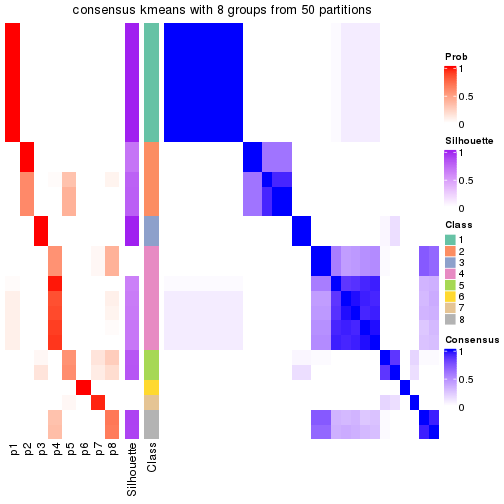 consensus kmeans with 8 groups from 50 partitions
Prob
1
0.5
0
Silhouette
1
0.5
0
Class
1
2
3
4
5
6
7
8
Consensus
1
0.5
0
p1
p2
p3
p4
p5
p6
p7
p8
Silhouette
Class